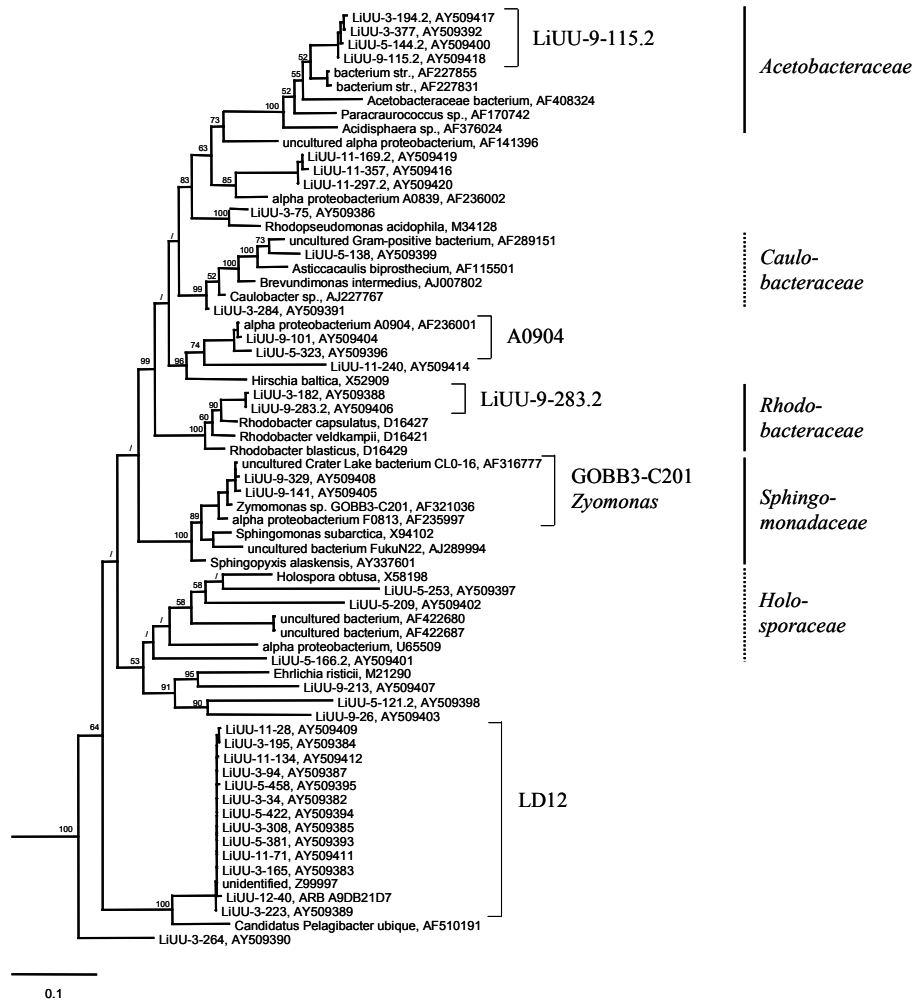 LiUU-3-194.2, AY509417
LiUU-3-377, AY509392
LiUU-5-144.2, AY509400
LiUU-9-115.2, AY509418
LiUU-9-115.2
Acetobacteraceae
52
bacterium str., AF227855
bacterium str., AF227831
55
Acetobacteraceae bacterium, AF408324
52
Paracraurococcus sp., AF170742
100
Acidisphaera sp., AF376024
73
uncultured alpha proteobacterium, AF141396
63
LiUU-11-169.2, AY509419
LiUU-11-357, AY509416
LiUU-11-297.2, AY509420
85
83
alpha proteobacterium A0839, AF236002
LiUU-3-75, AY509386
100
Rhodopseudomonas acidophila, M34128
/
uncultured Gram-positive bacterium, AF289151
73
LiUU-5-138, AY509399
100
Asticcacaulis biprosthecium, AF115501
100
Brevundimonas intermedius, AJ007802
52
Caulobacter sp., AJ227767
99
LiUU-3-284, AY509391
Caulo-
bacteraceae
/
alpha proteobacterium A0904, AF236001
LiUU-9-101, AY509404
LiUU-5-323, AY509396
A0904
74
LiUU-11-240, AY509414
96
Hirschia baltica, X52909
99
LiUU-3-182, AY509388
LiUU-9-283.2, AY509406
LiUU-9-283.2
90
Rhodobacter capsulatus, D16427
60
Rhodobacter veldkampii, D16421
100
Rhodobacter blasticus, D16429
Rhodo-
bacteraceae
/
uncultured Crater Lake bacterium CL0-16, AF316777
LiUU-9-329, AY509408
LiUU-9-141, AY509405
Zymomonas sp. GOBB3-C201, AF321036
alpha proteobacterium F0813, AF235997
GOBB3-C201
Zyomonas
89
Sphingomonas subarctica, X94102
uncultured bacterium FukuN22, AJ289994
100
Sphingopyxis alaskensis, AY337601
Sphingo-
monadaceae
/
Holospora obtusa, X58198
/
LiUU-5-253, AY509397
58
LiUU-5-209, AY509402
58
uncultured bacterium, AF422680
uncultured bacterium, AF422687
/
alpha proteobacterium, U65509
/
LiUU-5-166.2, AY509401
Holo-
sporaceae
53
Ehrlichia risticii, M21290
95
LiUU-9-213, AY509407
91
LiUU-5-121.2, AY509398
90
LiUU-9-26, AY509403
64
LiUU-11-28, AY509409
LiUU-3-195, AY509384
LiUU-11-134, AY509412
LiUU-3-94, AY509387
LiUU-5-458, AY509395
LiUU-3-34, AY509382
LiUU-5-422, AY509394
LiUU-3-308, AY509385
LiUU-5-381, AY509393
LiUU-11-71, AY509411
LiUU-3-165, AY509383
unidentified, Z99997
LiUU-12-40, ARB_A9DB21D7
LiUU-3-223, AY509389
LD12
100
100
Candidatus Pelagibacter ubique, AF510191
LiUU-3-264, AY509390
0.1